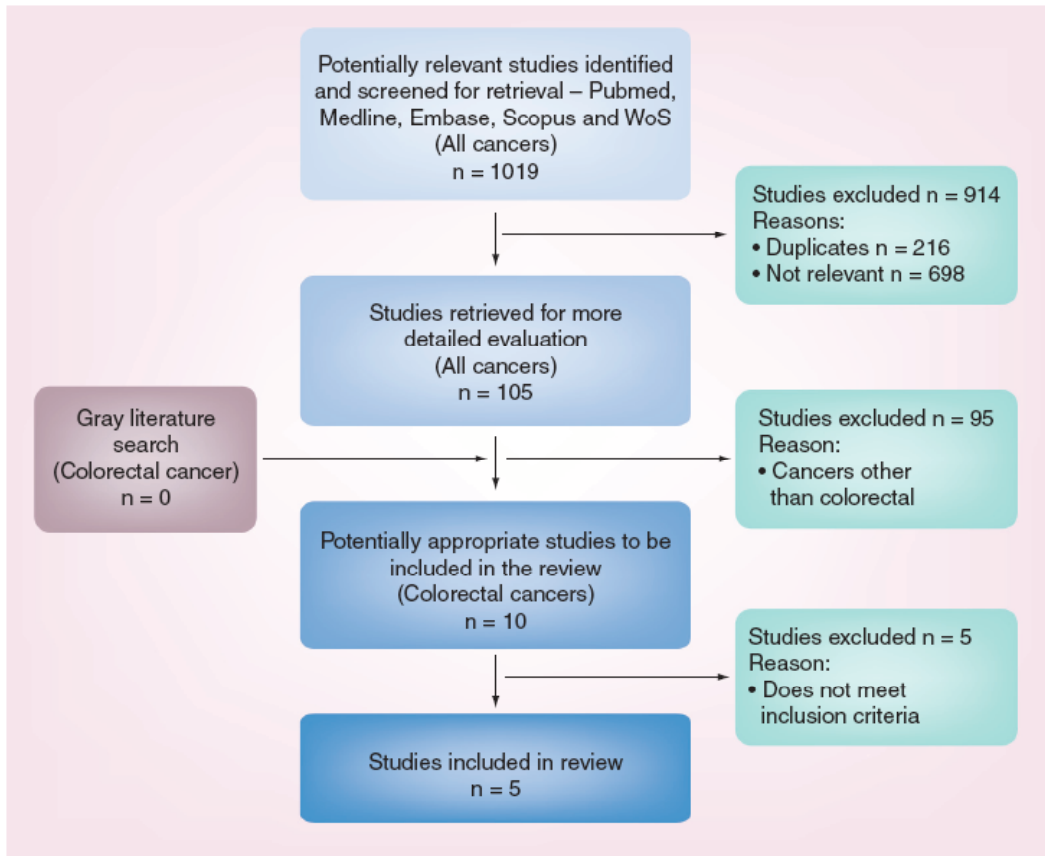 Potentially relevant studies identified
and screened for retrieval – Pubmed,
Medline, Embase, Scopus and WoS
(All cancers)
n = 1019
Studies excluded n = 914
Reasons:
• Duplicates n = 216
• Not relevant n = 698
Studies retrieved for more
detailed evaluation
(All cancers)
n = 105
Gray literature
search
(Colorectal cancer)
n = 0
Studies excluded n = 95
Reason:
• Cancers other
than colorectal
Potentially appropriate studies to be
included in the review
(Colorectal cancers)
n = 10
Studies excluded n = 5
Reason:
• Does not meet
inclusion criteria
Studies included in review
n = 5